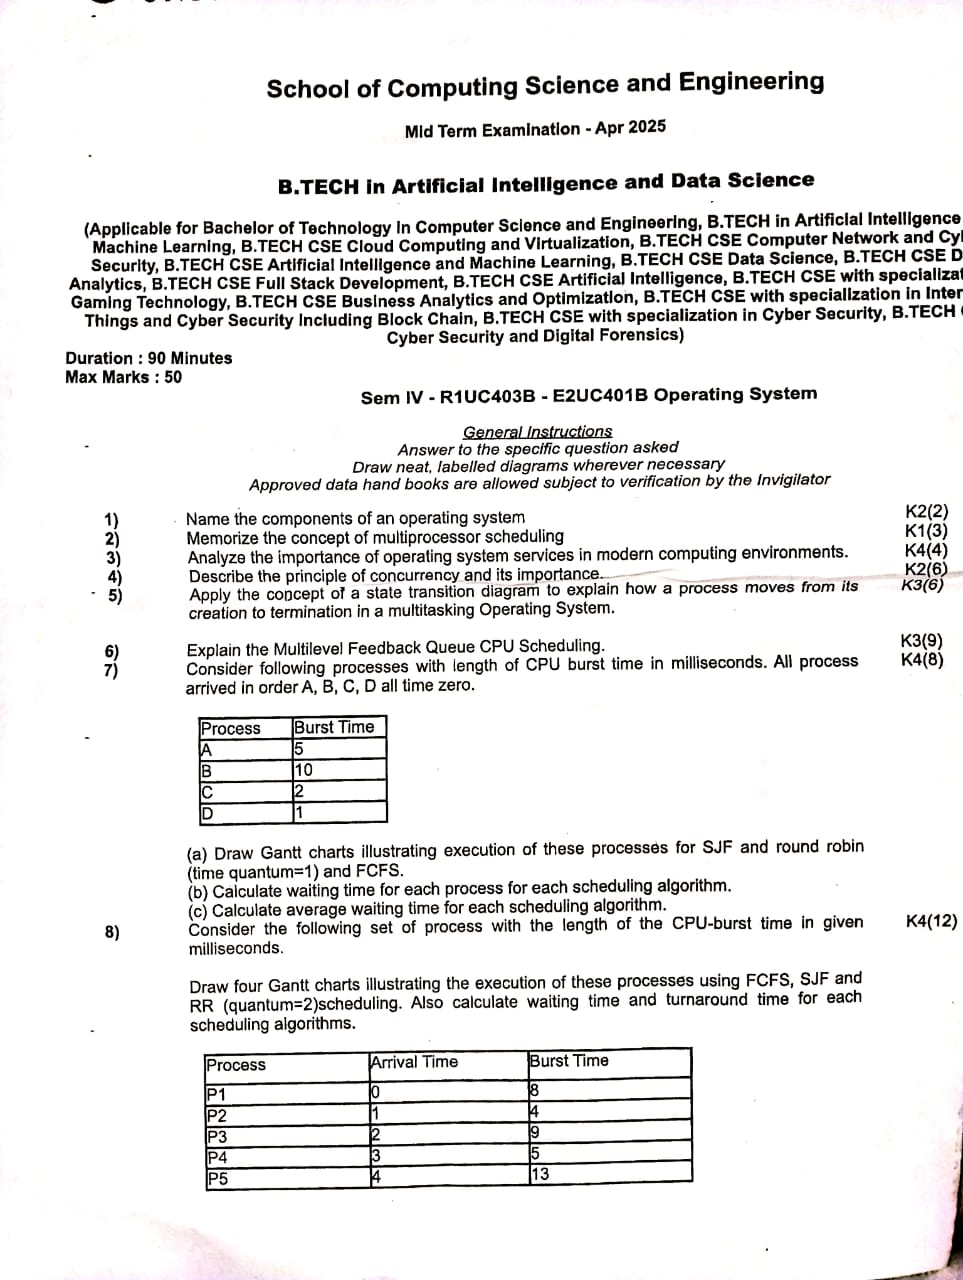 School of Computing Science and Engineering
Mid Term Examination - Apr 2025
B.TECH in Artificial Intelligence and Data Science
(Applicable for Bachelor of Technology in Computer Science and Engineering, B.TECH in Artificial Intelligence
Machine Learning, B.TECH CSE Cloud Computing and Virtualization, B.TECH CSE Computer Network and
Security, B.TECH CSE Artificial Intelligence and Machine Learning, B.TECH CSE Data Science, B.TECH CSE D
Analytics, B.TECH CSE Full Stack Development, B.TECH CSE Artificial Intelligence, B.TECH CSE with specializat
Gaming Technology, B.TECH CSE Business Analytics and Optimization, B.TECH CSE with specialization in Inter
Things and Cyber Security Including Block Chain, B.TECH CSE with specialization in Cyber Security, B.TECH
Cyber Security and Digital Forensics)
Duration : 90 Minutes
Max Marks : 50
Sem IV - R1UC403B - E2UC401B Operating System
General Instructions
Answer to the specific question asked
Draw neat, labelled diagrams wherever necessary
Approved data hand books are allowed subject to verification by the Invigilator
1) Name the components of an operating system K2(2)
2) Memorize the concept of multiprocessor scheduling K1(3)
3) Analyze the importance of operating system services in modern computing environments. K4(4)
4) Describe the principle of concurrency and its importance. K2(6)
5) Apply the concept of a state transition diagram to explain how a process moves from its K3(6)
creation to termination in a multitasking Operating System.
6) Explain the Multilevel Feedback Queue CPU Scheduling. K3(9)
7) Consider following processes with length of CPU burst time in milliseconds. All process K4(8)
arrived in order A, B, C, D all time zero.
Process Burst Time
A 5
B 10
C 2
D 1
(a) Draw Gantt charts illustrating execution of these processes for SJF and round robin
(time quantum=1) and FCFS.
(b) Calculate waiting time for each process for each scheduling algorithm.
(c) Calculate average waiting time for each scheduling algorithm.
8) Consider the following set of process with the length of the CPU-burst time in given K4(12)
milliseconds.
Draw four Gantt charts illustrating the execution of these processes using FCFS, SJF and
RR (quantum=2)scheduling. Also calculate waiting time and turnaround time for each
scheduling algorithms.
Process Arrival Time Burst Time
P1 0 8
P2 1 4
P3 2 9
P4 3 5
P5 4 13